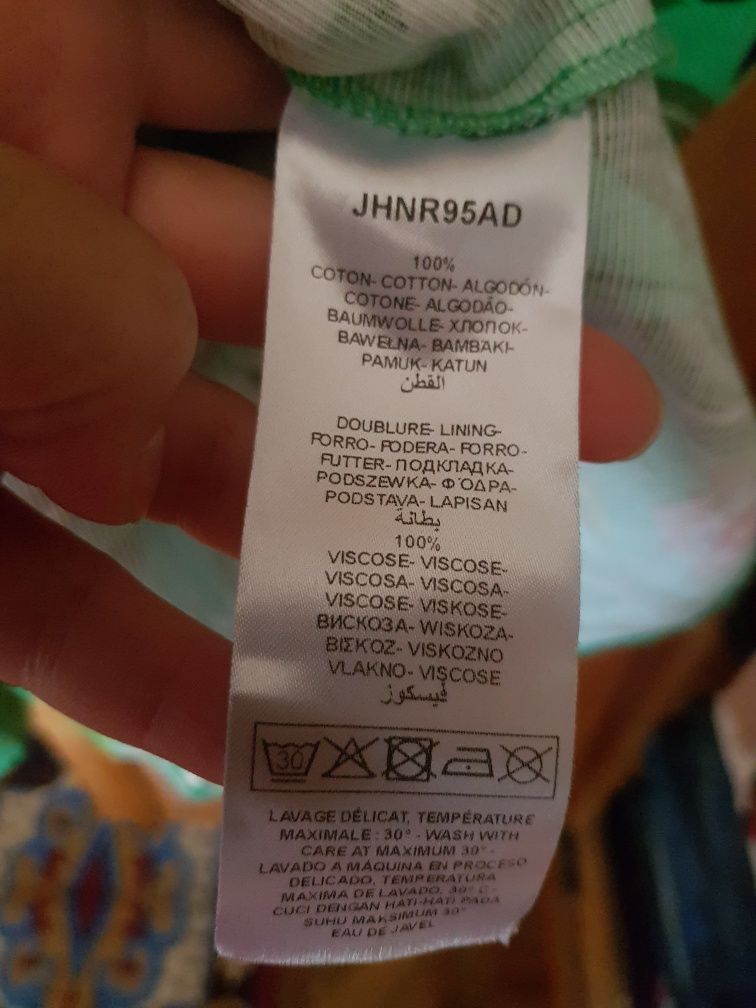 JHNR95AD
100%
COTON- COTTON- ALGODÓN-
COTONE- ALGODÃO-
BAUMWOLLE- ХЛОПОК-
BAWEŁNA- BAMBAKI-
PAMUK- KATUN
القطن
DOUBLURE- LINING-
FORRO- FODERA- FORRO-
FUTTER- ПОДКЛАДКА-
PODSZEWKA- ΦΌΔΡΑ-
PODSTAVA- LAPISAN
بطانة
100%
VISCOSE- VISCOSE-
VISCOSA- VISCOSA-
VISCOSE- VISKOSE-
ВИСКОЗА- WISKOZA-
ΒΙΣΚΌΖ- VISKOZNO
VLAKNO- VISCOSE
فيسكوز
30
LAVAGE DÉLICAT, TEMPÉRATURE
MAXIMALE : 30° - WASH WITH
CARE AT MAXIMUM 30° -
LAVADO A MÁQUINA EN PROCESO
DELICADO, TEMPERATURA
MAXIMA DE LAVADO. 30° C -
CUCI DENGAN HATI-HATI PADA
SUHU MAKSIMUM 30°
EAU DE JAVEL